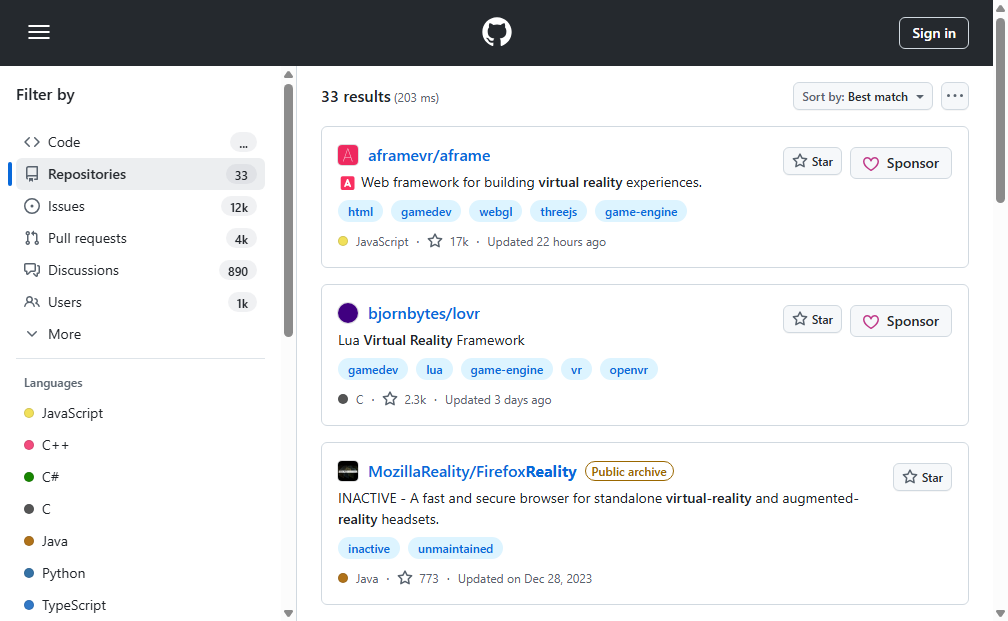 Sign in
Filter by
Code ...
Repositories 33
Issues 12k
Pull requests 4k
Discussions 890
Users 1k
More
Languages
JavaScript
C++
C#
C
Java
Python
TypeScript
33 results (203 ms)
Sort by: Best match
aframevr/aframe
Star
Sponsor
A Web framework for building virtual reality experiences.
html gamedev webgl threejs game-engine
JavaScript · 17k · Updated 22 hours ago
bjornbytes/lovr
Star
Sponsor
Lua Virtual Reality Framework
gamedev lua game-engine vr openvr
C · 2.3k · Updated 3 days ago
MozillaReality/FirefoxReality Public archive
Star
INACTIVE - A fast and secure browser for standalone virtual-reality and augmented-
reality headsets.
inactive unmaintained
Java · 773 · Updated on Dec 28, 2023